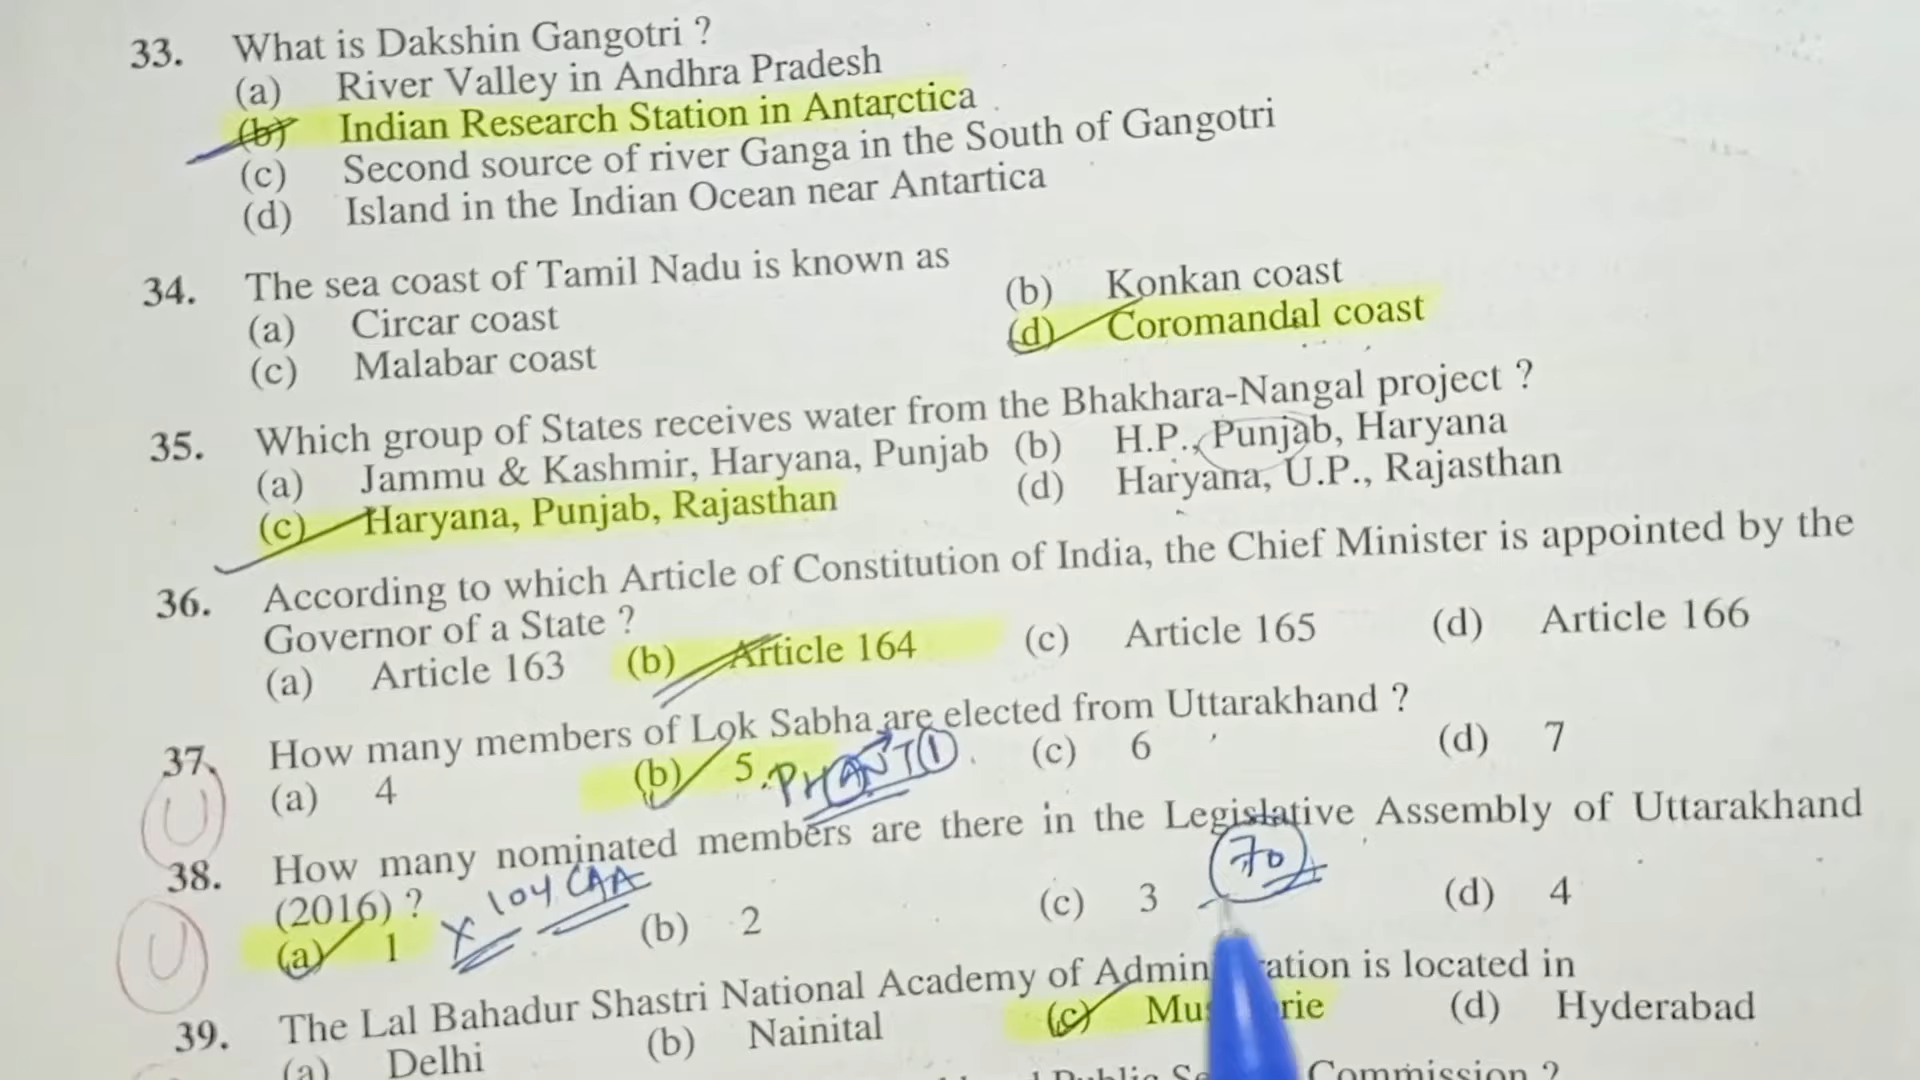 33. What is Dakshin Gangotri ?
(a) River Valley in Andhra Pradesh
(b) Indian Research Station in Antarctica
(c) Second source of river Ganga in the South of Gangotri
(d) Island in the Indian Ocean near Antartica
34. The sea coast of Tamil Nadu is known as
(a) Circar coast (b) Konkan coast
(c) Malabar coast (d) Coromandal coast
35. Which group of States receives water from the Bhakhara-Nangal project ?
(a) Jammu & Kashmir, Haryana, Punjab (b) H.P., Punjab, Haryana
(c) Haryana, Punjab, Rajasthan (d) Haryana, U.P., Rajasthan
36. According to which Article of Constitution of India, the Chief Minister is appointed by the
Governor of a State ?
(a) Article 163 (b) Article 164 (c) Article 165 (d) Article 166
37. How many members of Lok Sabha are elected from Uttarakhand ?
(a) 4 (b) 5 PHANT 1 (c) 6 (d) 7
38. How many nominated members are there in the Legislative Assembly of Uttarakhand
(2016) ? 104 CAA 70
(a) 1 (b) 2 (c) 3 (d) 4
39. The Lal Bahadur Shastri National Academy of Administration is located in
(a) Delhi (b) Nainital (c) (d) Hyderabad
Public Commission ?
U
U